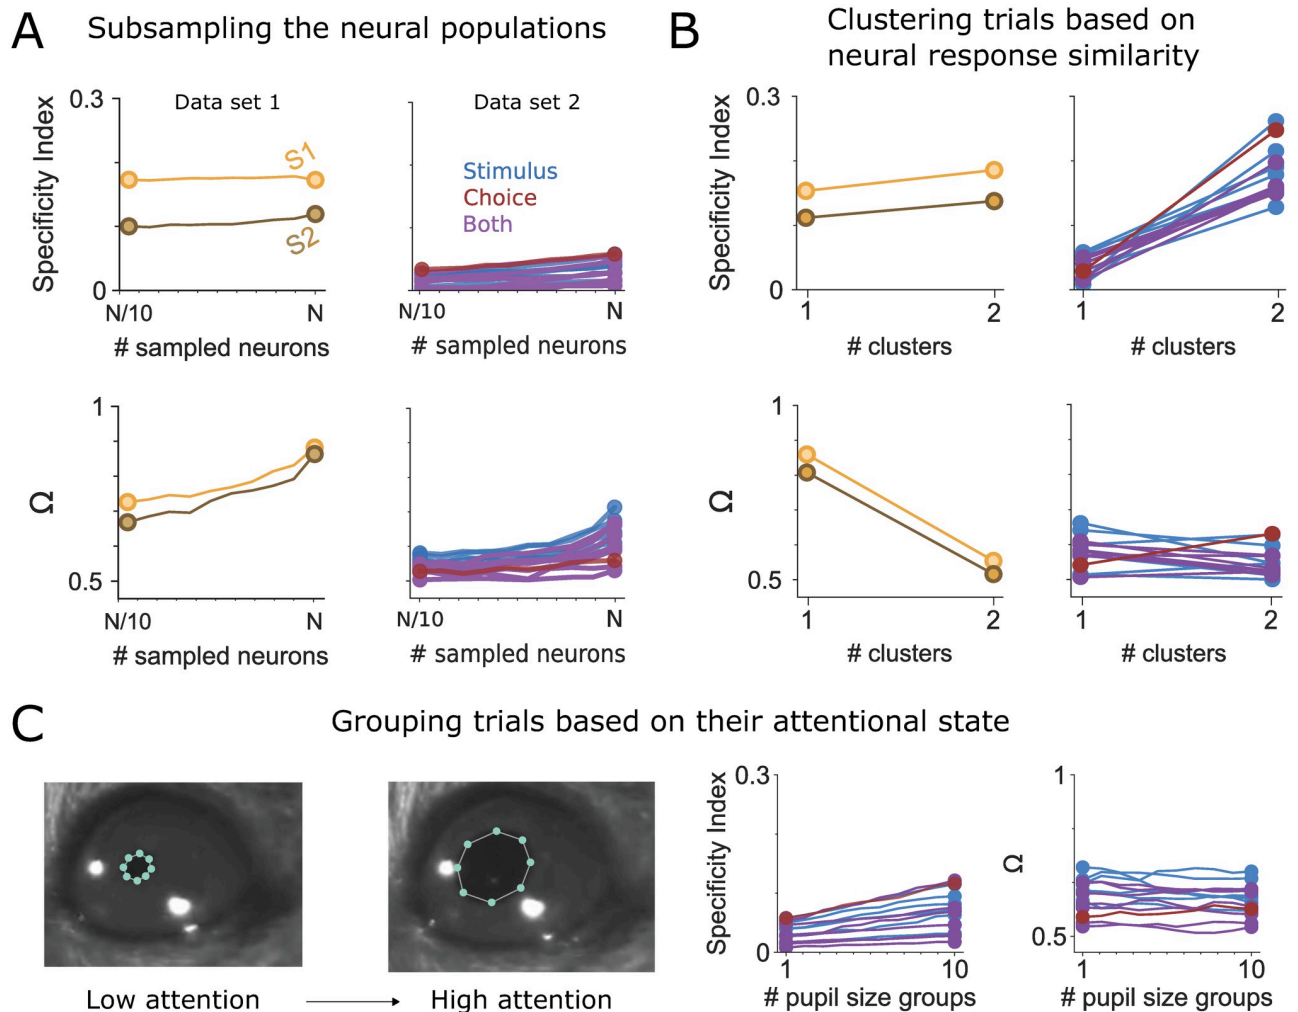 A
Subsampling the neural populations
B
Clustering trials based on
neural response similarity
Specificity Index
0.3
0
Data set 1
S1
S2
N/10
N
# sampled neurons
Data set 2
Stimulus
Choice
Both
N/10
N
# sampled neurons
Specificity Index
0.3
0
1
2
# clusters
1
2
# clusters
Ω
1
0.5
N/10
N
# sampled neurons
N/10
N
# sampled neurons
Ω
1
0.5
1
2
# clusters
1
2
# clusters
C
Grouping trials based on their attentional state
Low attention
High attention
Specificity Index
0.3
0
1
10
# pupil size groups
Ω
1
0.5
1
10
# pupil size groups